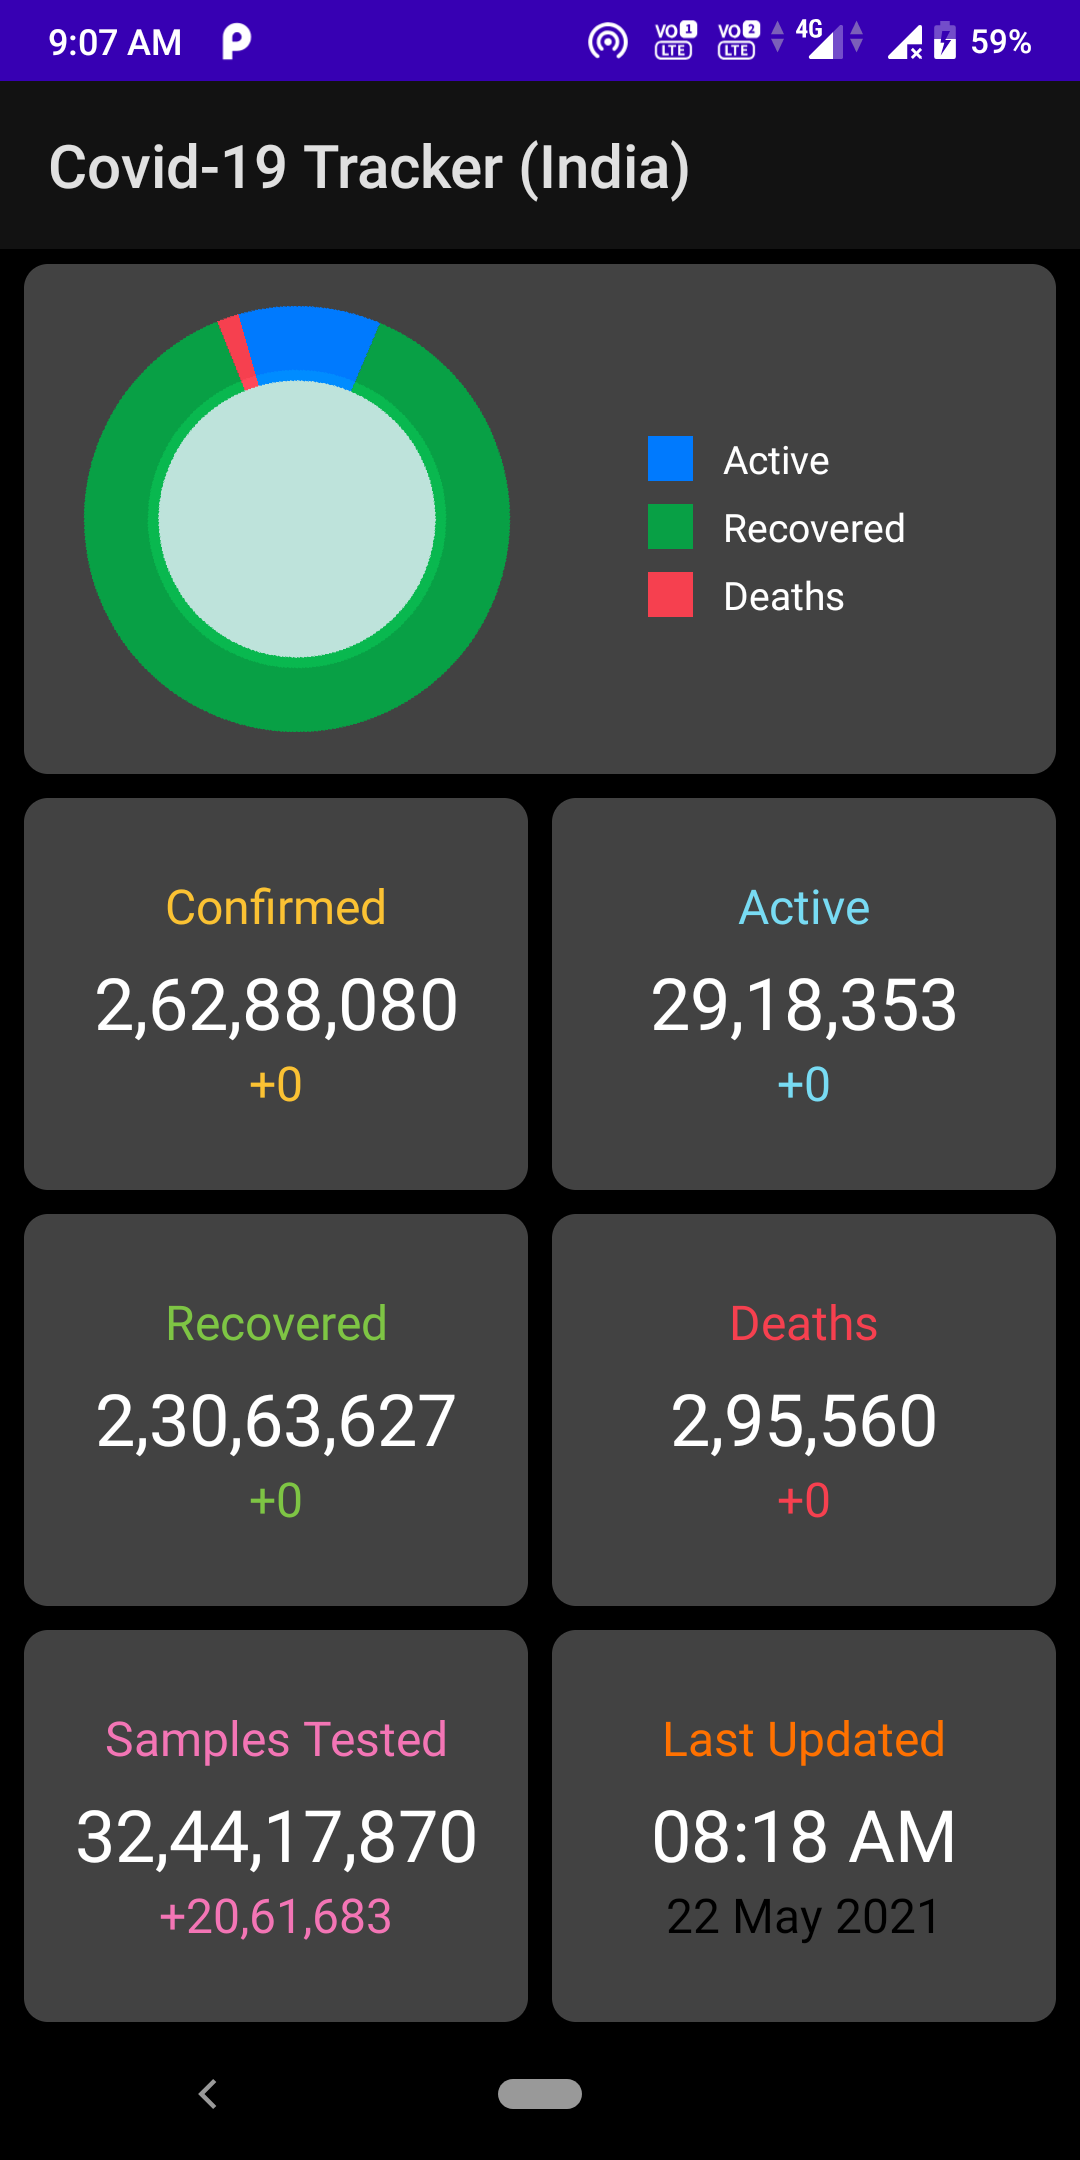 9:07 AM VO 1 LTE VO 2 LTE 4G 59%
Covid-19 Tracker (India)
Active
Recovered
Deaths
Confirmed
2,62,88,080
+0
Active
29,18,353
+0
Recovered
2,30,63,627
+0
Deaths
2,95,560
+0
Samples Tested
32,44,17,870
+20,61,683
Last Updated
08:18 AM
22 May 2021